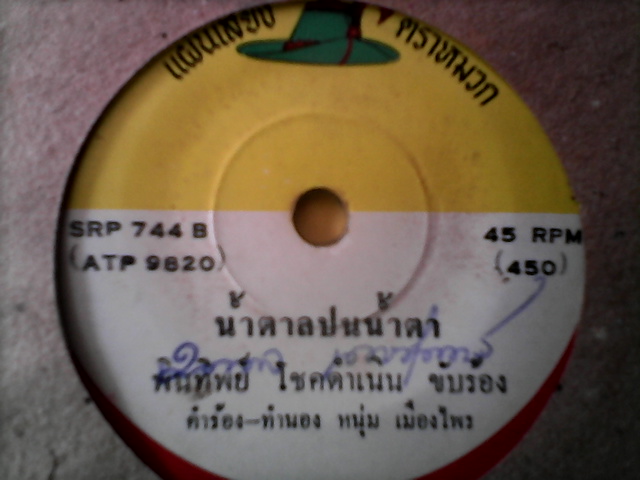 แผ่นเสียง ตราหมวก
SRP 744 B
(ATP 9820)
45 RPM
(450)
น้ำตาลปนน้ำตา
พิณทิพย์ โชคดำเนิน ขับร้อง
คำร้อง-ทำนอง หนุ่ม เมืองไพร